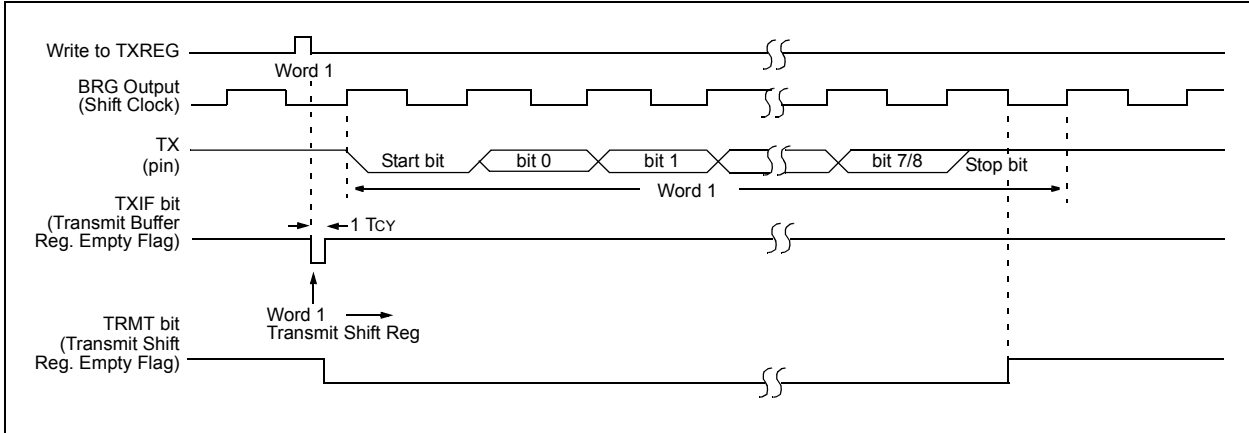 Write to TXREG
Word 1
BRG Output
(Shift Clock)
TX
(pin)
Start bit
bit 0
bit 1
bit 7/8
Stop bit
Word 1
TXIF bit
(Transmit Buffer
Reg. Empty Flag)
1 TCY
Word 1
Transmit Shift Reg
TRMT bit
(Transmit Shift
Reg. Empty Flag)